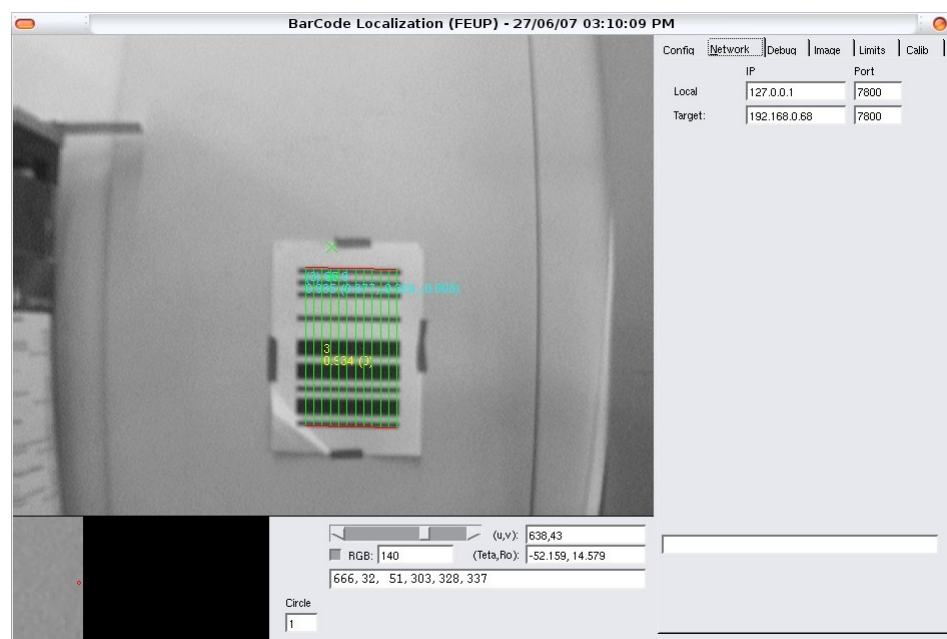 BarCode Localization (FEUP) - 27/06/07 03:10:09 PM
Config Network Debug Image Limits Calib
IP Port
Local 127.0.0.1 7800
Target: 192.168.0.68 7800
3
0.934 (0)
(u,v): 638,43
RGB: 140 (Teta,Ro): -52.159, 14.579
666, 32, 51, 303, 328, 337
Circle
1